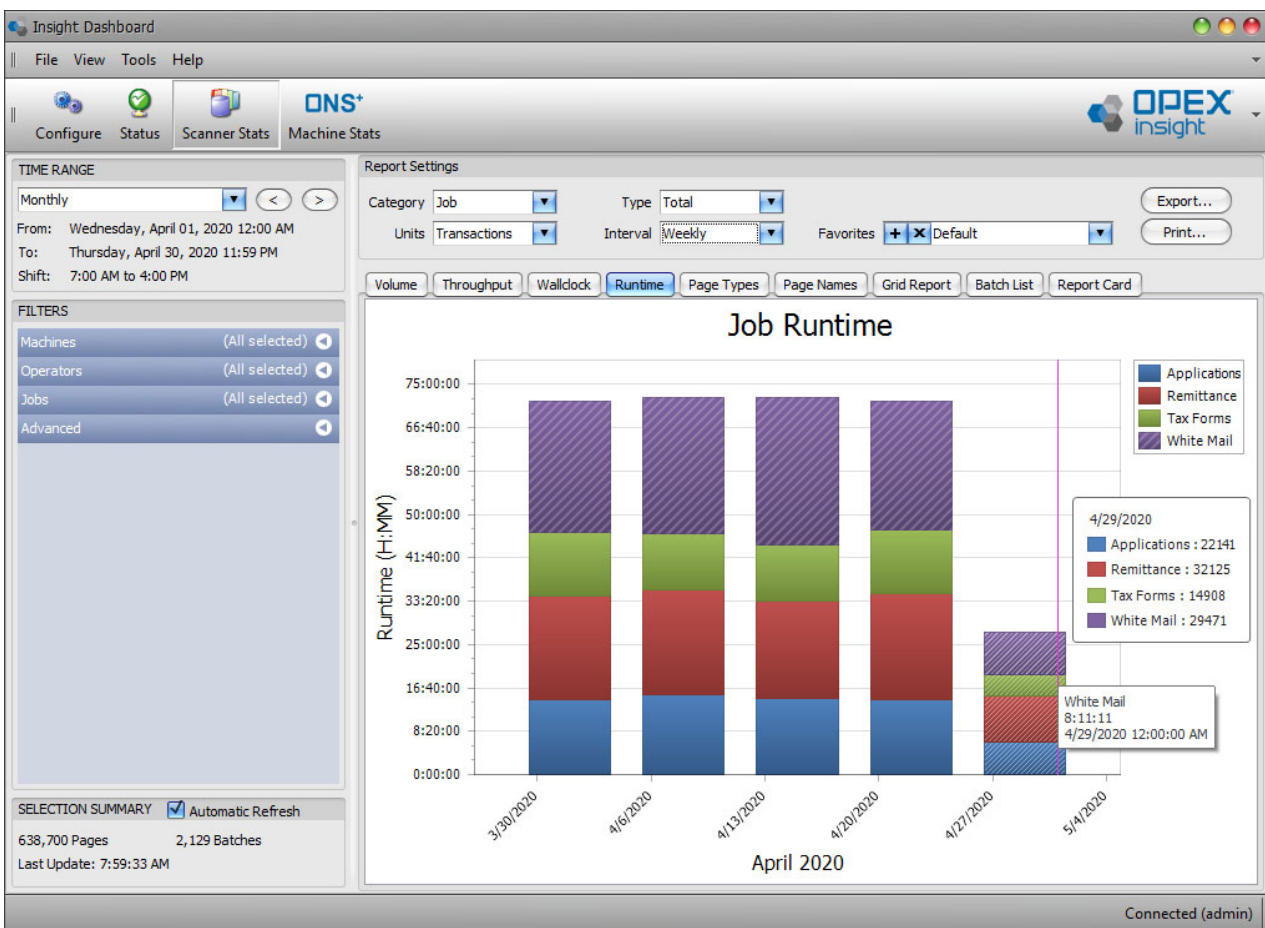 Insight Dashboard
File View Tools Help
Configure Status Scanner Stats ONS+ Machine Stats
OPEX insight
TIME RANGE
Monthly < >
From: Wednesday, April 01, 2020 12:00 AM
To: Thursday, April 30, 2020 11:59 PM
Shift: 7:00 AM to 4:00 PM
FILTERS
Machines (All selected)
Operators (All selected)
Jobs (All selected)
Advanced
SELECTION SUMMARY Automatic Refresh
638,700 Pages 2,129 Batches
Last Update: 7:59:33 AM
Report Settings
Category Job Type Total Export...
Units Transactions Interval Weekly Favorites + x Default Print...
Volume Throughput Wallclock Runtime Page Types Page Names Grid Report Batch List Report Card
Job Runtime
Runtime (H:MM)
75:00:00
66:40:00
58:20:00
50:00:00
41:40:00
33:20:00
25:00:00
16:40:00
8:20:00
0:00:00
3/30/2020 4/6/2020 4/13/2020 4/20/2020 4/27/2020 5/4/2020
April 2020
Applications
Remittance
Tax Forms
White Mail
4/29/2020
Applications : 22141
Remittance : 32125
Tax Forms : 14908
White Mail : 29471
White Mail
8:11:11
4/29/2020 12:00:00 AM
Connected (admin)